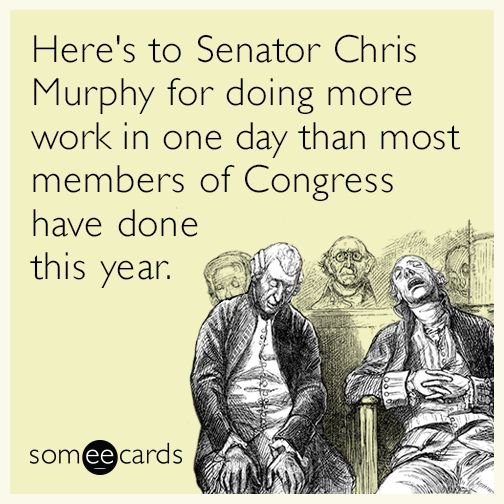 Here's to Senator Chris
Murphy for doing more
work in one day than most
members of Congress
have done
this year.
someecards